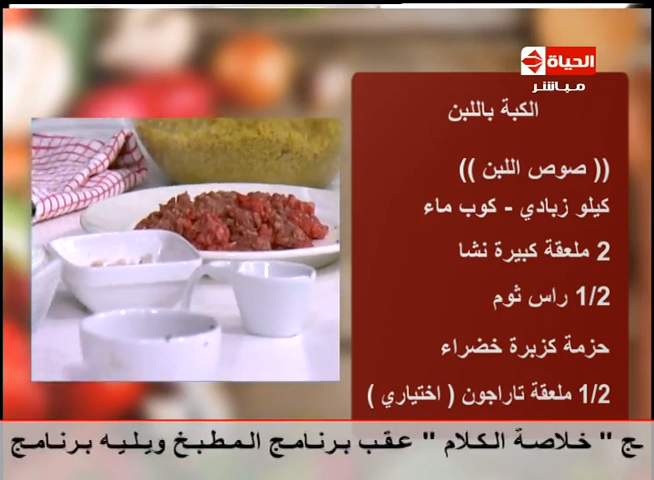 الحياة
مباشر
الكبة باللبن
(( صوص اللبن ))
كيلو زبادي - كوب ماء
2 ملعقة كبيرة نشا
1/2 راس ثوم
حزمة كزبرة خضراء
1/2 ملعقة تاراجون ( اختياري )
ـج " خلاصة الكلام " عقب برنامج المطبخ ويليه برنامج